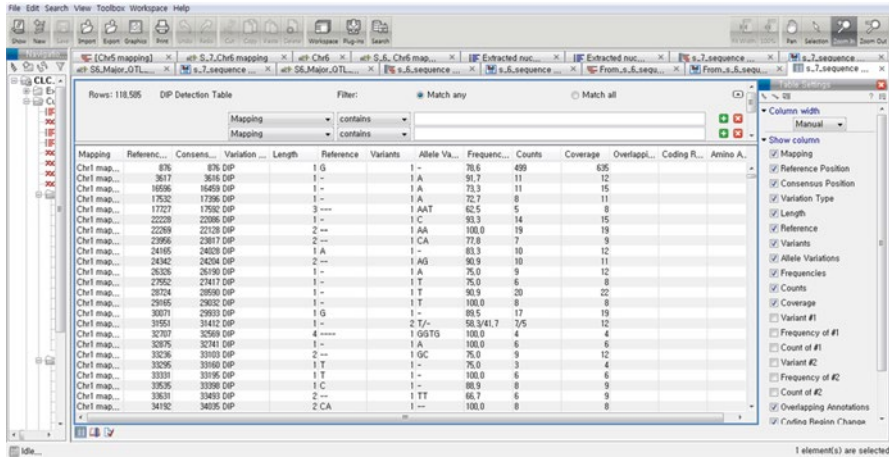 File Edit Search View Toolbox Workspace Help
Show New Save Import Export Graphics Print Undo Redo Cut Copy Paste Delete Workspace Plug-ins Search Fit Width 100% Pan Selection Zoom In Zoom Out
[Chr5 mapping] S_7_Chr6 mapping Chr6 S_6_Chr6 map... Extracted nuc... Extracted nuc... s_7_sequence ... s_7_sequence ...
S6_Major_QTL_... s_7_sequence ... S6_Major_QTL_... s_6_sequence ... s_6_sequence ... From_s_6_sequ... From_s_6_sequ... s_7_sequence ...
CLC_
Rows: 118,585 DIP Detection Table Filter: Match any Match all
Mapping contains
Mapping contains
Mapping Referenc... Consens... Variation ... Length Reference Variants Allele Va... Frequenc... Counts Coverage Overlappi... Coding R... Amino A...
Chr1 map... 876 876 DIP 1 G 1 - 78,6 499 635
Chr1 map... 3617 3616 DIP 1 - 1 A 91,7 11 12
Chr1 map... 16596 16459 DIP 1 - 1 A 73,3 11 15
Chr1 map... 17532 17396 DIP 1 - 1 A 72,7 8 11
Chr1 map... 17727 17592 DIP 3 --- 1 AAT 62,5 5 8
Chr1 map... 22228 22086 DIP 1 - 1 C 93,3 14 15
Chr1 map... 22269 22128 DIP 2 -- 1 AA 100,0 19 19
Chr1 map... 23956 23817 DIP 2 -- 1 CA 77,8 7 9
Chr1 map... 24165 24028 DIP 1 A 1 - 83,3 10 12
Chr1 map... 24342 24204 DIP 2 -- 1 AG 90,9 10 11
Chr1 map... 26326 26190 DIP 1 - 1 A 75,0 9 12
Chr1 map... 27552 27417 DIP 1 - 1 T 75,0 6 8
Chr1 map... 28724 28590 DIP 1 - 1 T 90,9 20 22
Chr1 map... 29165 29032 DIP 1 - 1 T 100,0 8 8
Chr1 map... 30071 29933 DIP 1 G 1 - 89,5 17 19
Chr1 map... 31551 31412 DIP 1 - 2 T/- 58,3/41,7 7/5 12
Chr1 map... 32707 32569 DIP 4 ---- 1 GGTG 100,0 4 4
Chr1 map... 32875 32741 DIP 1 - 1 A 100,0 6 6
Chr1 map... 33236 33103 DIP 2 -- 1 GC 75,0 9 12
Chr1 map... 33295 33160 DIP 1 T 1 - 75,0 3 4
Chr1 map... 33331 33195 DIP 1 T 1 - 100,0 6 6
Chr1 map... 33535 33398 DIP 1 C 1 - 88,9 8 9
Chr1 map... 33631 33493 DIP 2 -- 1 TT 66,7 6 9
Chr1 map... 34192 34035 DIP 2 CA 1 -- 100,0 8 8
Table Settings
Column width
Manual
Show column
Mapping
Reference Position
Consensus Position
Variation Type
Length
Reference
Variants
Allele Variations
Frequencies
Counts
Coverage
Variant #1
Frequency of #1
Count of #1
Variant #2
Frequency of #2
Count of #2
Overlapping Annotations
Coding Region Change
Idle... 1 element(s) are selected